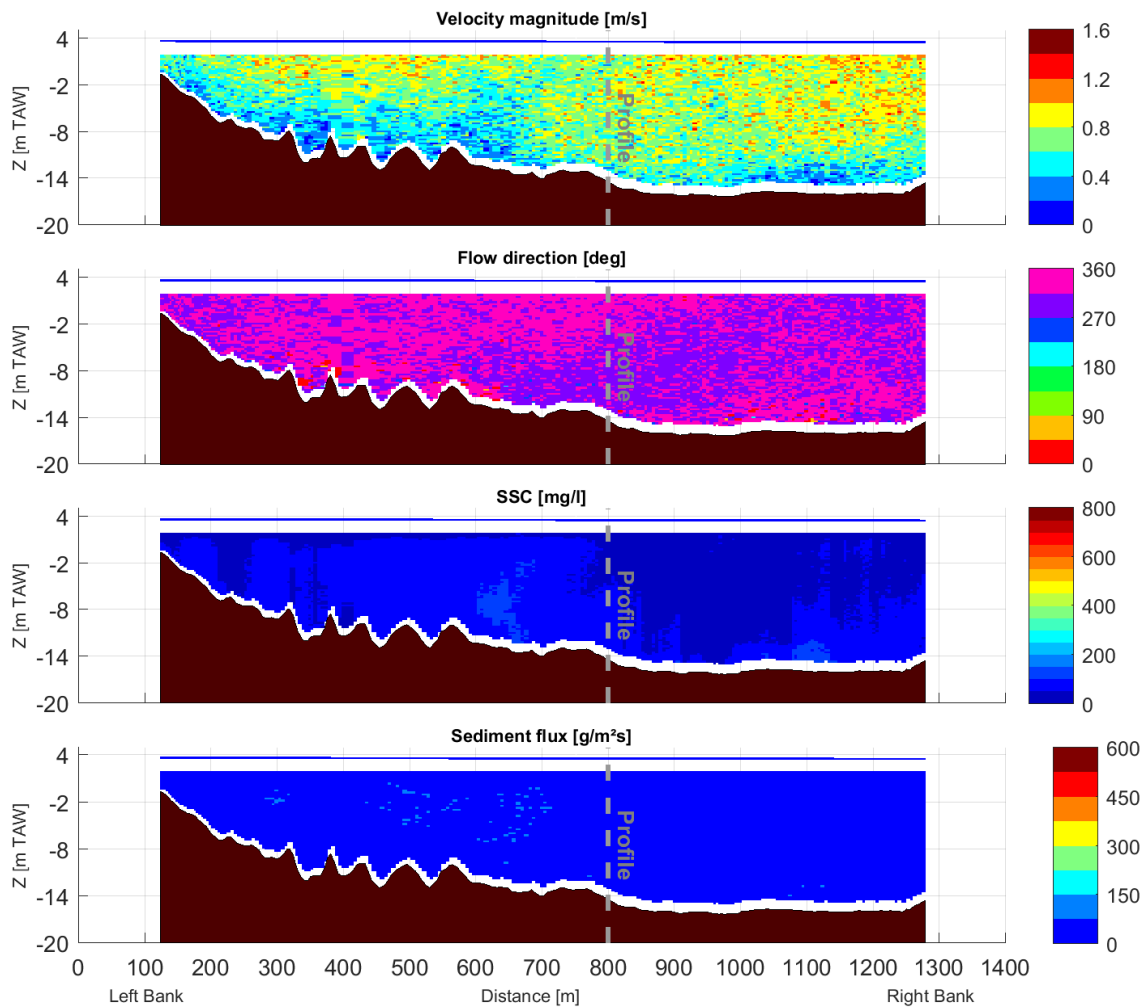 Velocity magnitude [m/s]
4
-2
-8
-14
-20
Z [m TAW]
Profile
1.6
1.2
0.8
0.4
0
Flow direction [deg]
4
-2
-8
-14
-20
Z [m TAW]
Profile
360
270
180
90
0
SSC [mg/l]
4
-2
-8
-14
-20
Z [m TAW]
Profile
800
600
400
200
0
Sediment flux [g/m²s]
4
-2
-8
-14
-20
Z [m TAW]
Profile
600
450
300
150
0
0 100 200 300 400 500 600 700 800 900 1000 1100 1200 1300 1400
Left Bank Distance [m] Right Bank